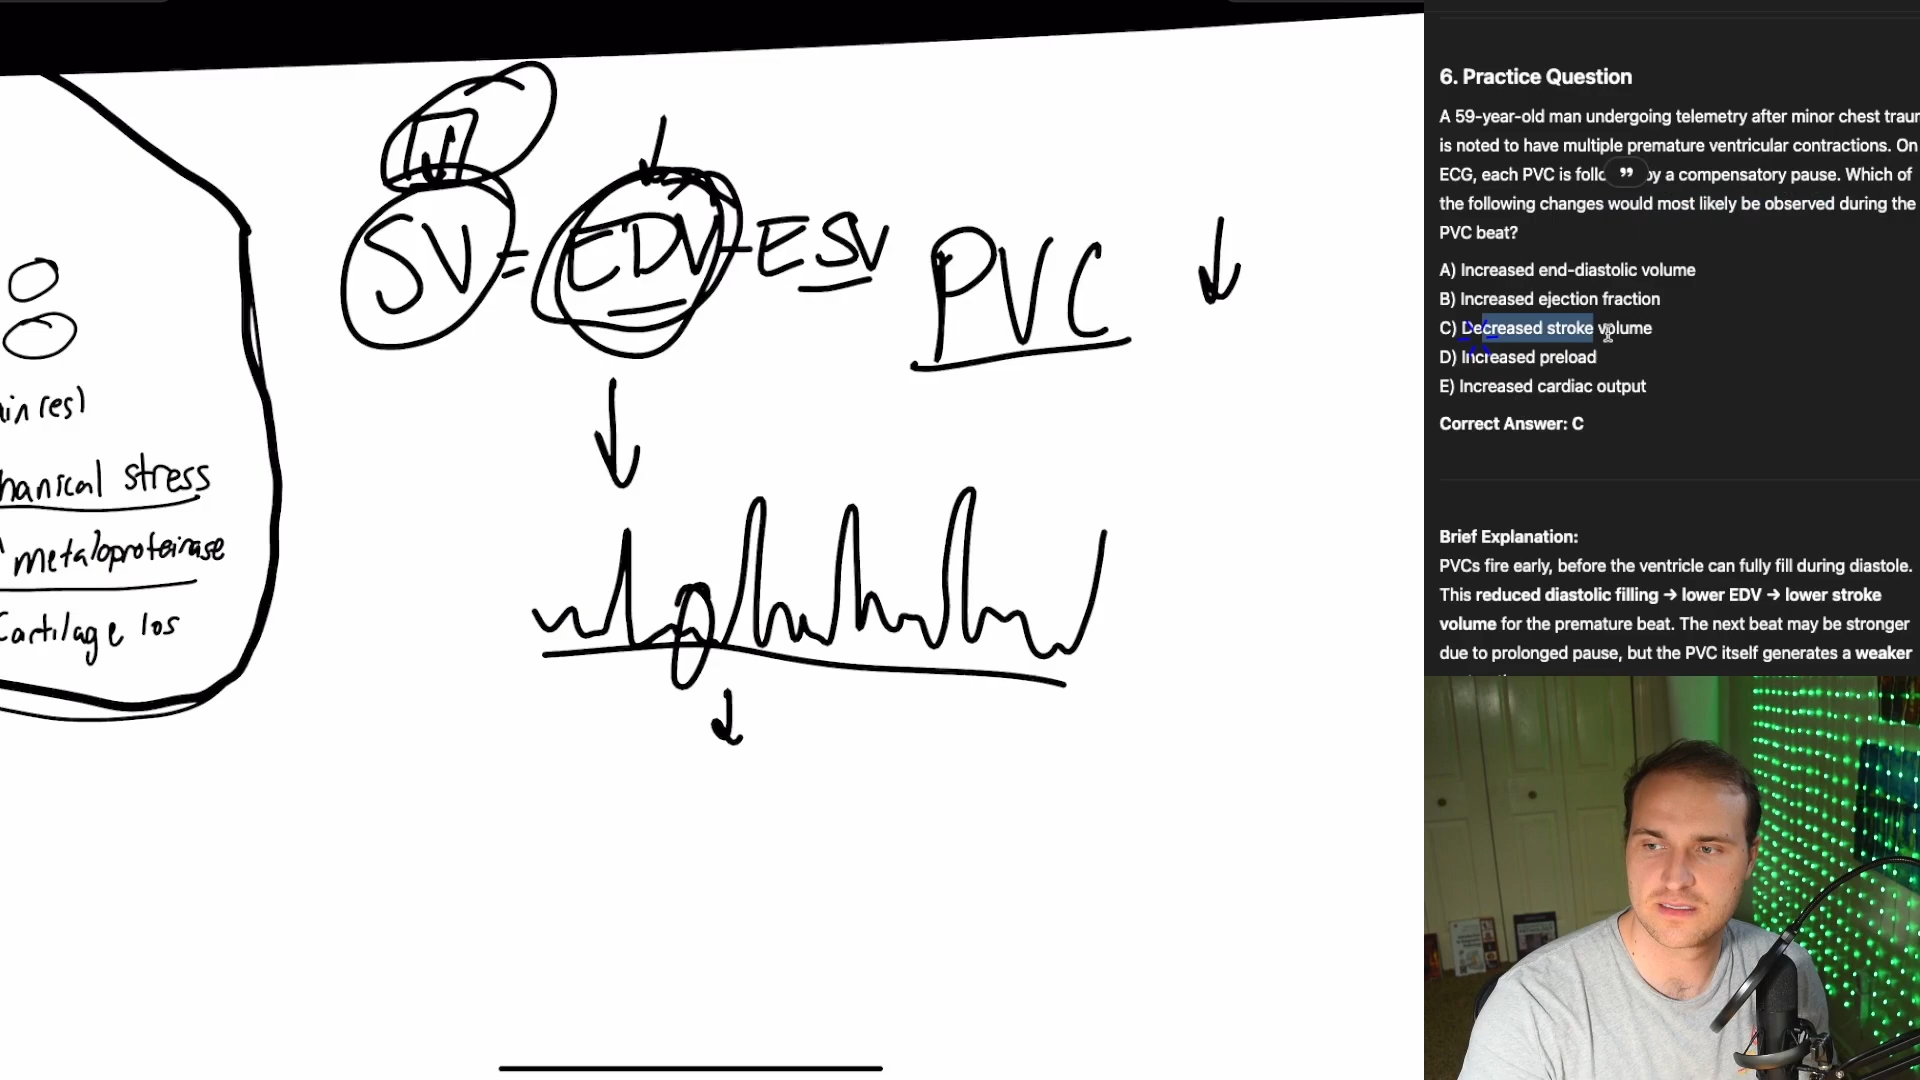 SV = EDV - ESV PVC
in res)
hanical stress
metaloproteinase
Cartilage los
6. Practice Question
A 59-year-old man undergoing telemetry after minor chest traum
is noted to have multiple premature ventricular contractions. On
ECG, each PVC is follo by a compensatory pause. Which of
the following changes would most likely be observed during the
PVC beat?
A) Increased end-diastolic volume
B) Increased ejection fraction
C) Decreased stroke volume
D) Increased preload
E) Increased cardiac output
Correct Answer: C
Brief Explanation:
PVCs fire early, before the ventricle can fully fill during diastole.
This reduced diastolic filling → lower EDV → lower stroke
volume for the premature beat. The next beat may be stronger
due to prolonged pause, but the PVC itself generates a weaker